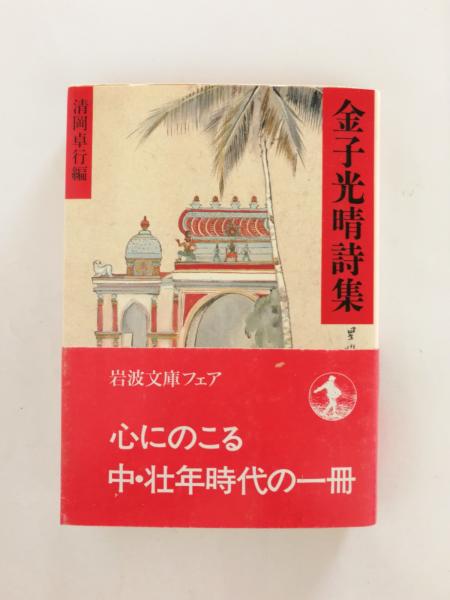 金子光晴詩集
清岡卓行編
岩波文庫フェア
心にのこる
中・壮年時代の一冊